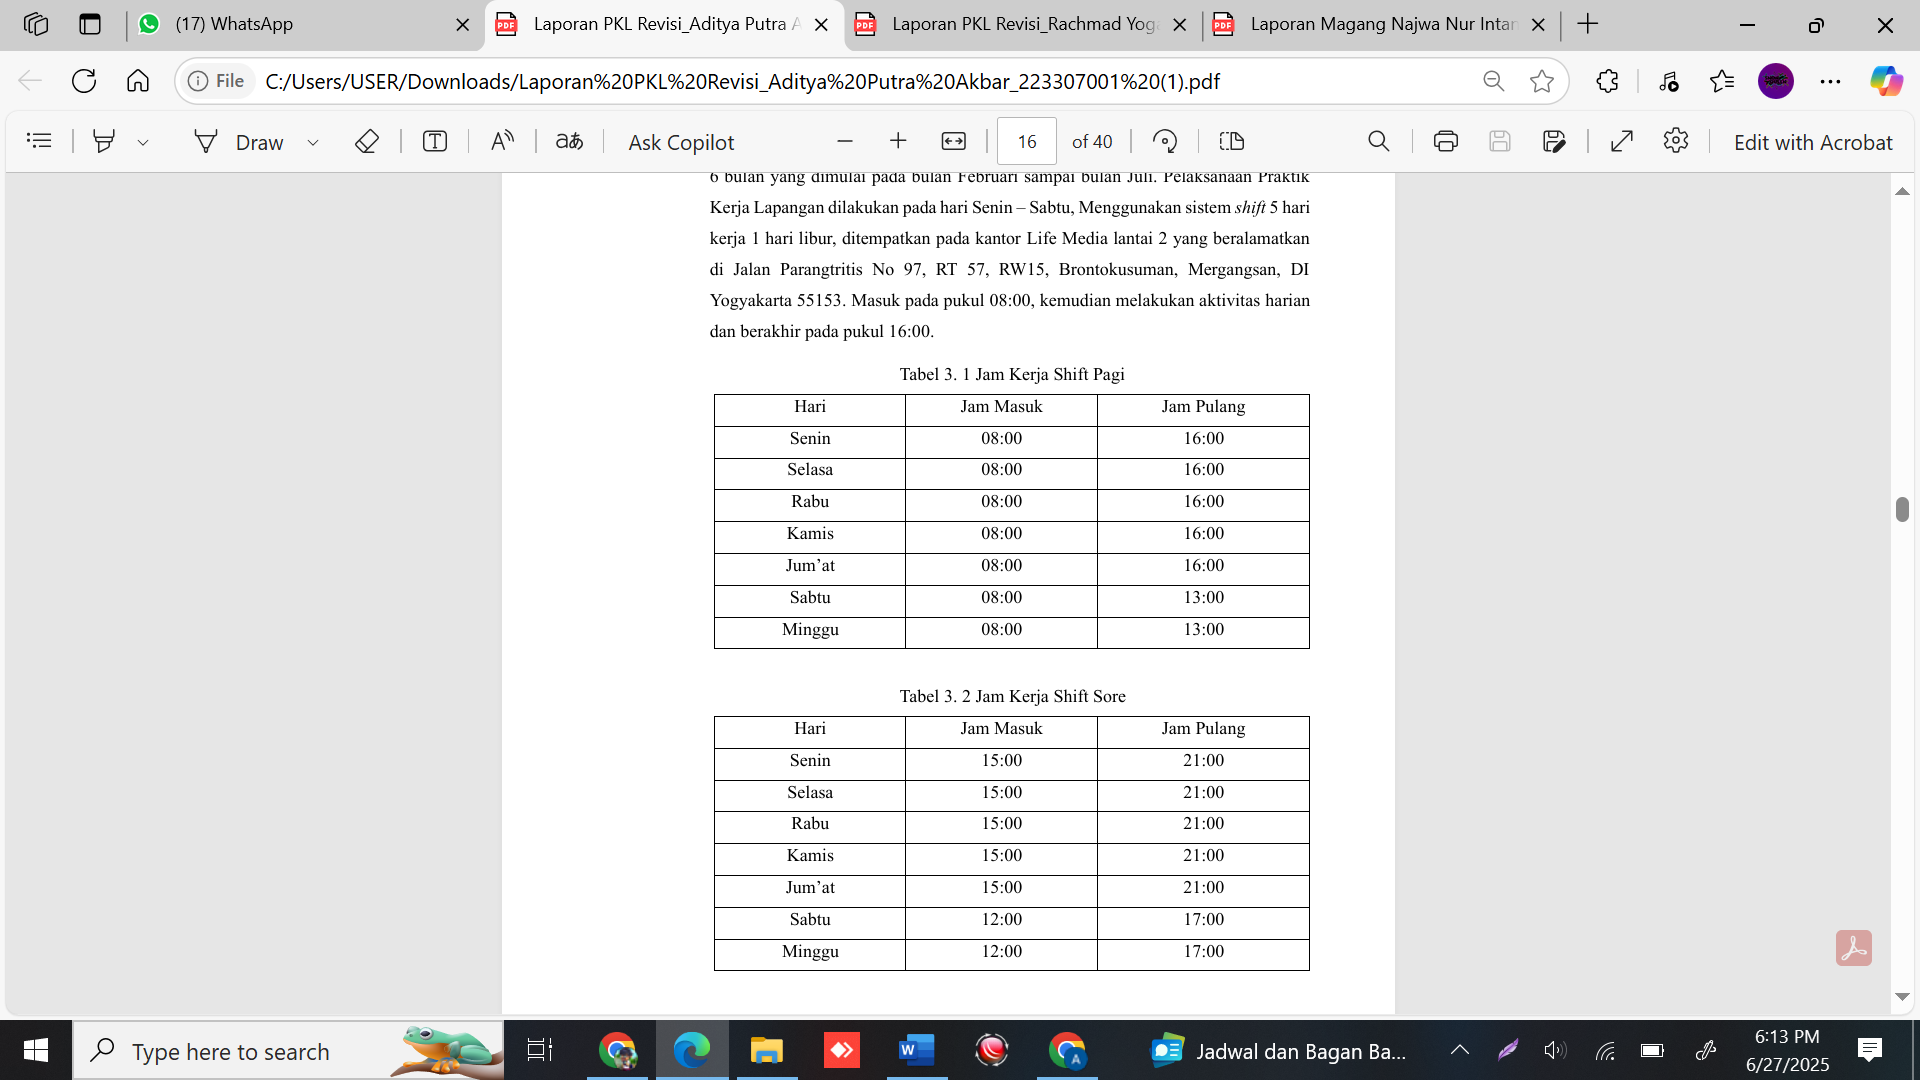 (17) WhatsApp
Laporan PKL Revisi_Aditya Putra A
Laporan PKL Revisi_Rachmad Yog
Laporan Magang Najwa Nur Intan
File
C:/Users/USER/Downloads/Laporan%20PKL%20Revisi_Aditya%20Putra%20Akbar_223307001%20(1).pdf
Draw
Ask Copilot
16 of 40
Edit with Acrobat
6 bulan yang dimulai pada bulan Februari sampai bulan Juli. Pelaksanaan Praktik
Kerja Lapangan dilakukan pada hari Senin – Sabtu, Menggunakan sistem shift 5 hari
kerja 1 hari libur, ditempatkan pada kantor Life Media lantai 2 yang beralamatkan
di Jalan Parangtritis No 97, RT 57, RW15, Brontokusuman, Mergangsan, DI
Yogyakarta 55153. Masuk pada pukul 08:00, kemudian melakukan aktivitas harian
dan berakhir pada pukul 16:00.
Tabel 3. 1 Jam Kerja Shift Pagi
Hari Jam Masuk Jam Pulang
Senin 08:00 16:00
Selasa 08:00 16:00
Rabu 08:00 16:00
Kamis 08:00 16:00
Jum’at 08:00 16:00
Sabtu 08:00 13:00
Minggu 08:00 13:00
Tabel 3. 2 Jam Kerja Shift Sore
Hari Jam Masuk Jam Pulang
Senin 15:00 21:00
Selasa 15:00 21:00
Rabu 15:00 21:00
Kamis 15:00 21:00
Jum’at 15:00 21:00
Sabtu 12:00 17:00
Minggu 12:00 17:00
Type here to search
Jadwal dan Bagan Ba...
6:13 PM
6/27/2025